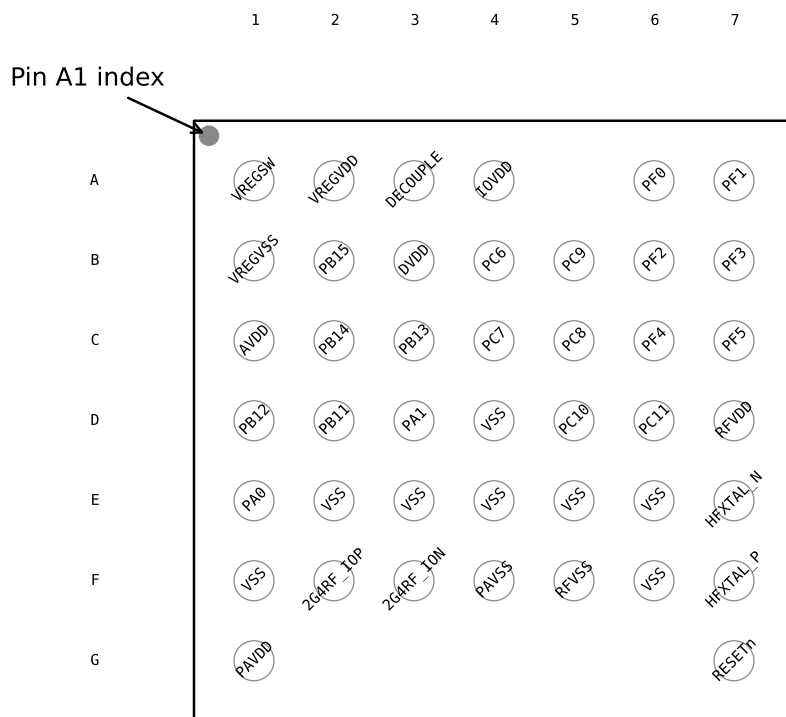 1 2 3 4 5 6 7
Pin A1 index
A VREGSW VREGVDD DECOUPLE IOVDD PF0 PF1
B VREGVSS PB15 DVDD PC6 PC9 PF2 PF3
C AVDD PB14 PB13 PC7 PC8 PF4 PF5
D PB12 PB11 PA1 VSS PC10 PC11 RFVDD
E PA0 VSS VSS VSS VSS VSS HFXTAL_N
F VSS 2G4RF_IOP 2G4RF_ION PAVSS RFVSS VSS HFXTAL_P
G PAVDD RESETn